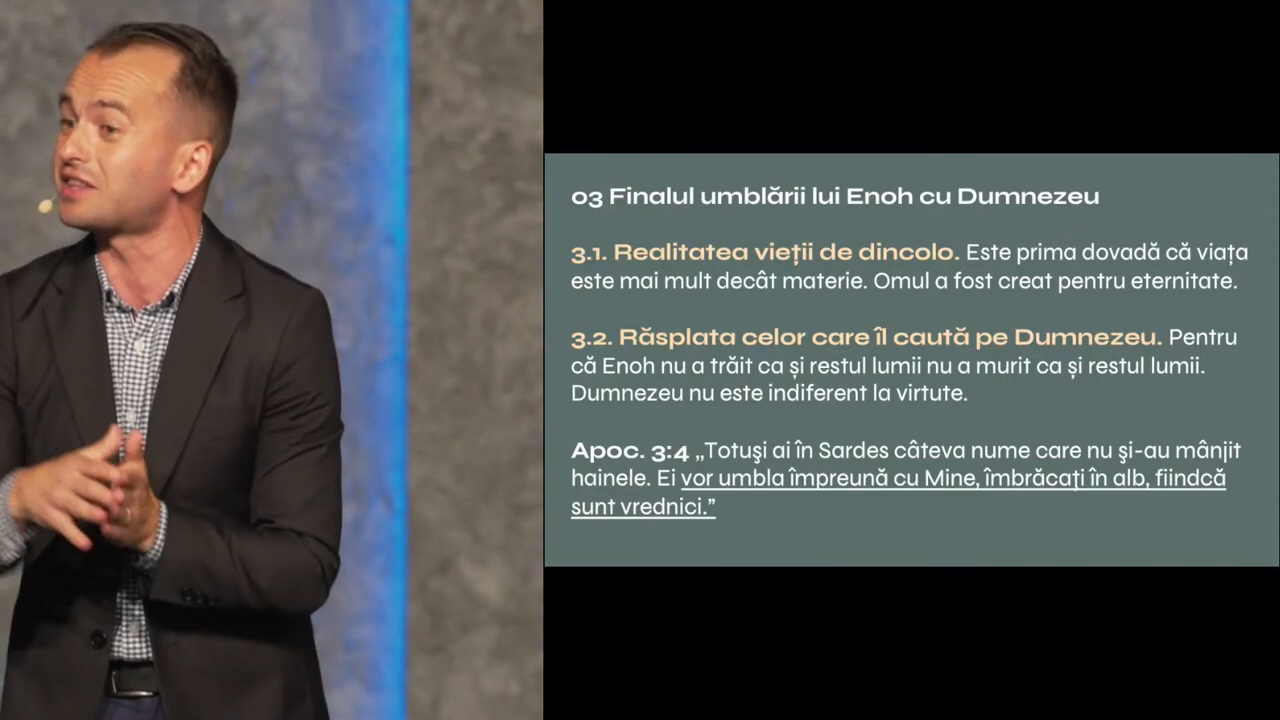 03 Finalul umblării lui Enoh cu Dumnezeu
3.1. Realitatea vieții de dincolo. Este prima dovadă că viața
este mai mult decât materie. Omul a fost creat pentru eternitate.
3.2. Răsplata celor care îl caută pe Dumnezeu. Pentru
că Enoh nu a trăit ca și restul lumii nu a murit ca și restul lumii.
Dumnezeu nu este indiferent la virtute.
Apoc. 3:4 „Totuşi ai în Sardes câteva nume care nu şi-au mânjit
hainele. Ei vor umbla împreună cu Mine, îmbrăcaţi în alb, fiindcă
sunt vrednici.”